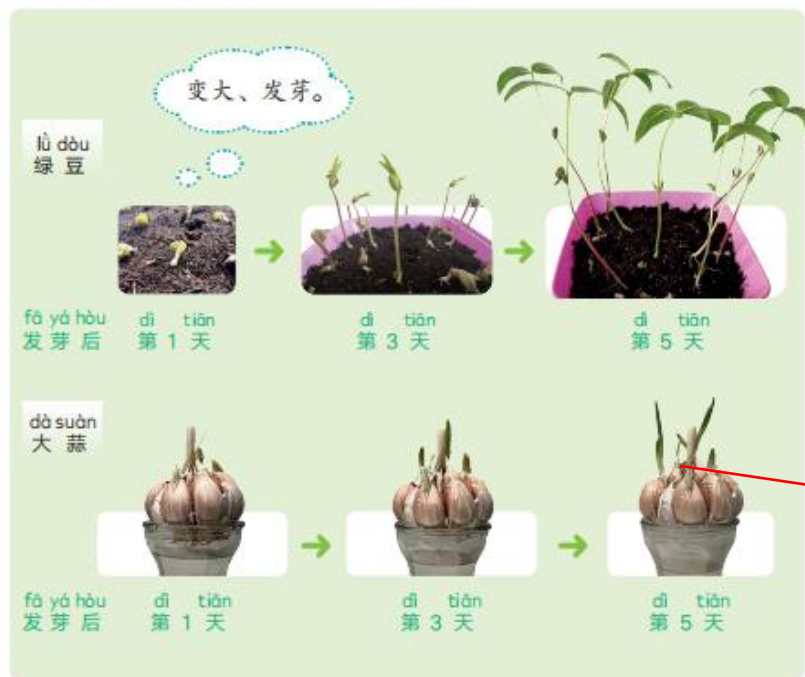 变大、发芽。
lǜ dòu
绿 豆
fā yá hòu dì tiān dì tiān dì tiān
发 芽 后 第 1 天 第 3 天 第 5 天
dà suàn
大 蒜
fā yá hòu dì tiān dì tiān dì tiān
发 芽 后 第 1 天 第 3 天 第 5 天